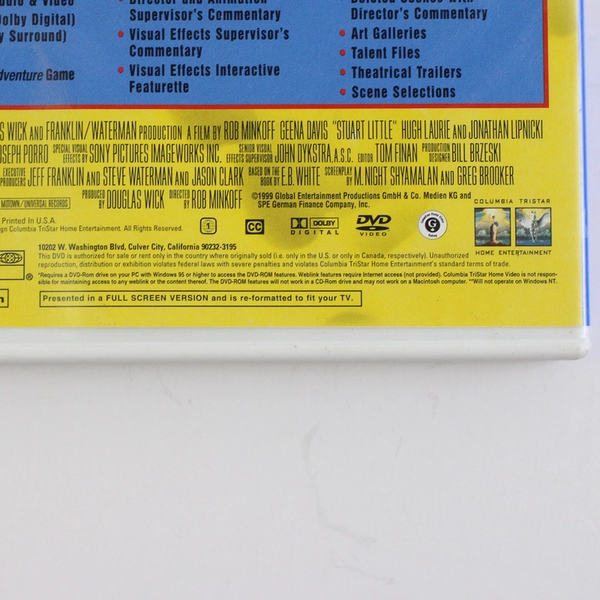 Audio & Video
Dolby Digital)
y Surround)
dventure Game
Director and Animation
Supervisor's Commentary
• Visual Effects Supervisor's
Commentary
• Visual Effects Interactive
Featurette
Deleted Scenes with
Director's Commentary
• Art Galleries
• Talent Files
• Theatrical Trailers
• Scene Selections
S WICK AND FRANKLIN/WATERMAN PRODUCTION A FILM BY ROB MINKOFF GEENA DAVIS "STUART LITTLE" HUGH LAURIE AND JONATHAN LIPNICKI
OSEPH PORRO SPECIAL VISUAL EFFECTS BY SONY PICTURES IMAGEWORKS INC. SENIOR VISUAL EFFECTS SUPERVISOR JOHN DYKSTRA, A.S.C. EDITOR TOM FINAN PRODUCTION DESIGNER BILL BRZESKI
EXECUTIVE PRODUCERS JEFF FRANKLIN AND STEVE WATERMAN AND JASON CLARK BASED ON THE BOOK BY E.B. WHITE SCREENPLAY BY M. NIGHT SHYAMALAN AND GREG BROOKER
PRODUCED BY DOUGLAS WICK DIRECTED BY ROB MINKOFF ©1999 Global Entertainment Productions GmbH & Co. Medien KG and
SPE German Finance Company, Inc.
MOTOWN/UNIVERSAL RECORDS
COLUMBIA TRISTAR
HOME ENTERTAINMENT
Printed In U.S.A.
gn Columbia TriStar Home Entertainment. All Rights Reserved.
1
CC
DOLBY
DIGITAL
DVD
VIDEO
G
10202 W. Washington Blvd, Culver City, California 90232-3195
This DVD is authorized for sale or rent only in the country where originally sold (i.e. only in the U.S. or only in Canada, respectively). Unauthorized
reproduction, distribution or exhibition violates federal laws with severe penalties and violates Columbia TriStar Home Entertainment's standard terms of trade.
®
*Requires a DVD-Rom drive on your PC with Windows 95 or higher to access the DVD-ROM features. Weblink features require Internet access (not provided). Columbia TriStar Home Video is not respon-
sible for maintaining access to any weblink or the content thereof. The DVD-ROM features will not work in a CD-Rom drive and may not work on a Macintosh computer. **Will not operate on Windows NT.
Presented in a FULL SCREEN VERSION and is re-formatted to fit your TV.